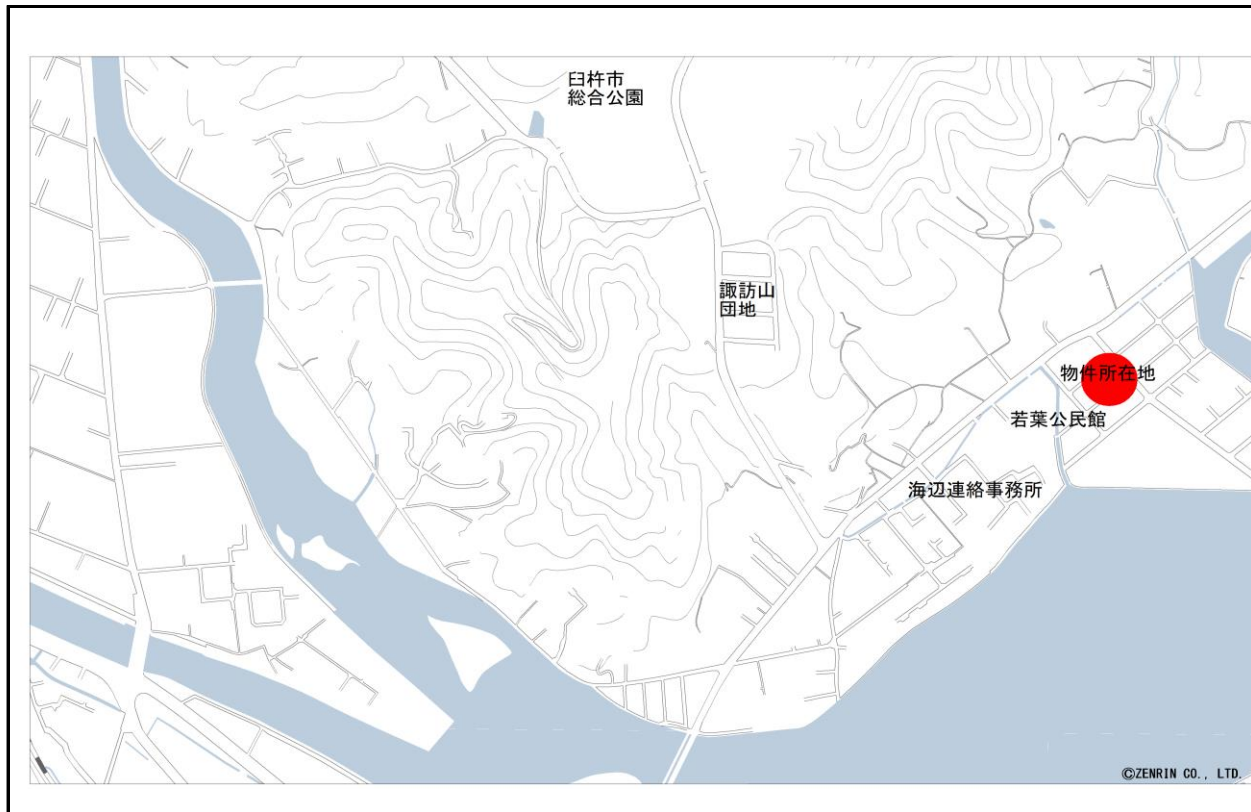 臼杵市
総合公園
諏訪山
団地
物件所在地
若葉公民館
海辺連絡事務所
©ZENRIN CO., LTD.